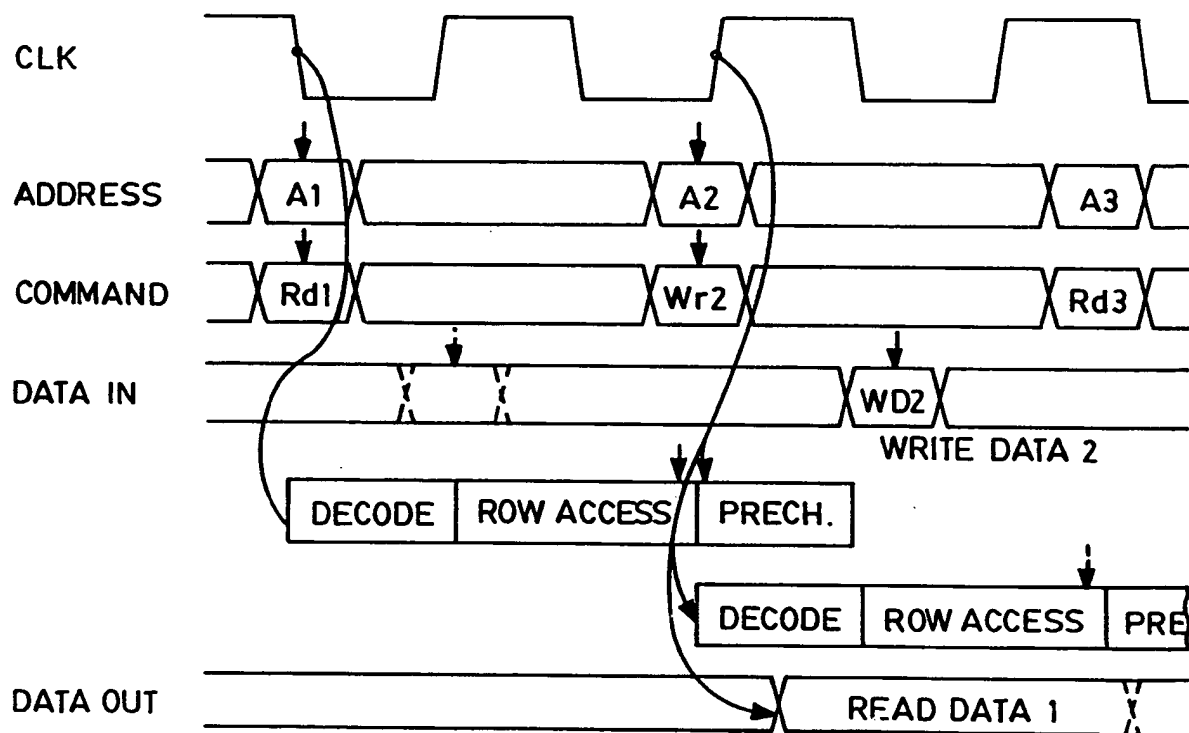 CLK
ADDRESS A1 A2 A3
COMMAND Rd1 Wr2 Rd3
DATA IN WD2
WRITE DATA 2
DECODE ROW ACCESS PRECH.
DECODE ROW ACCESS PRE
DATA OUT READ DATA 1